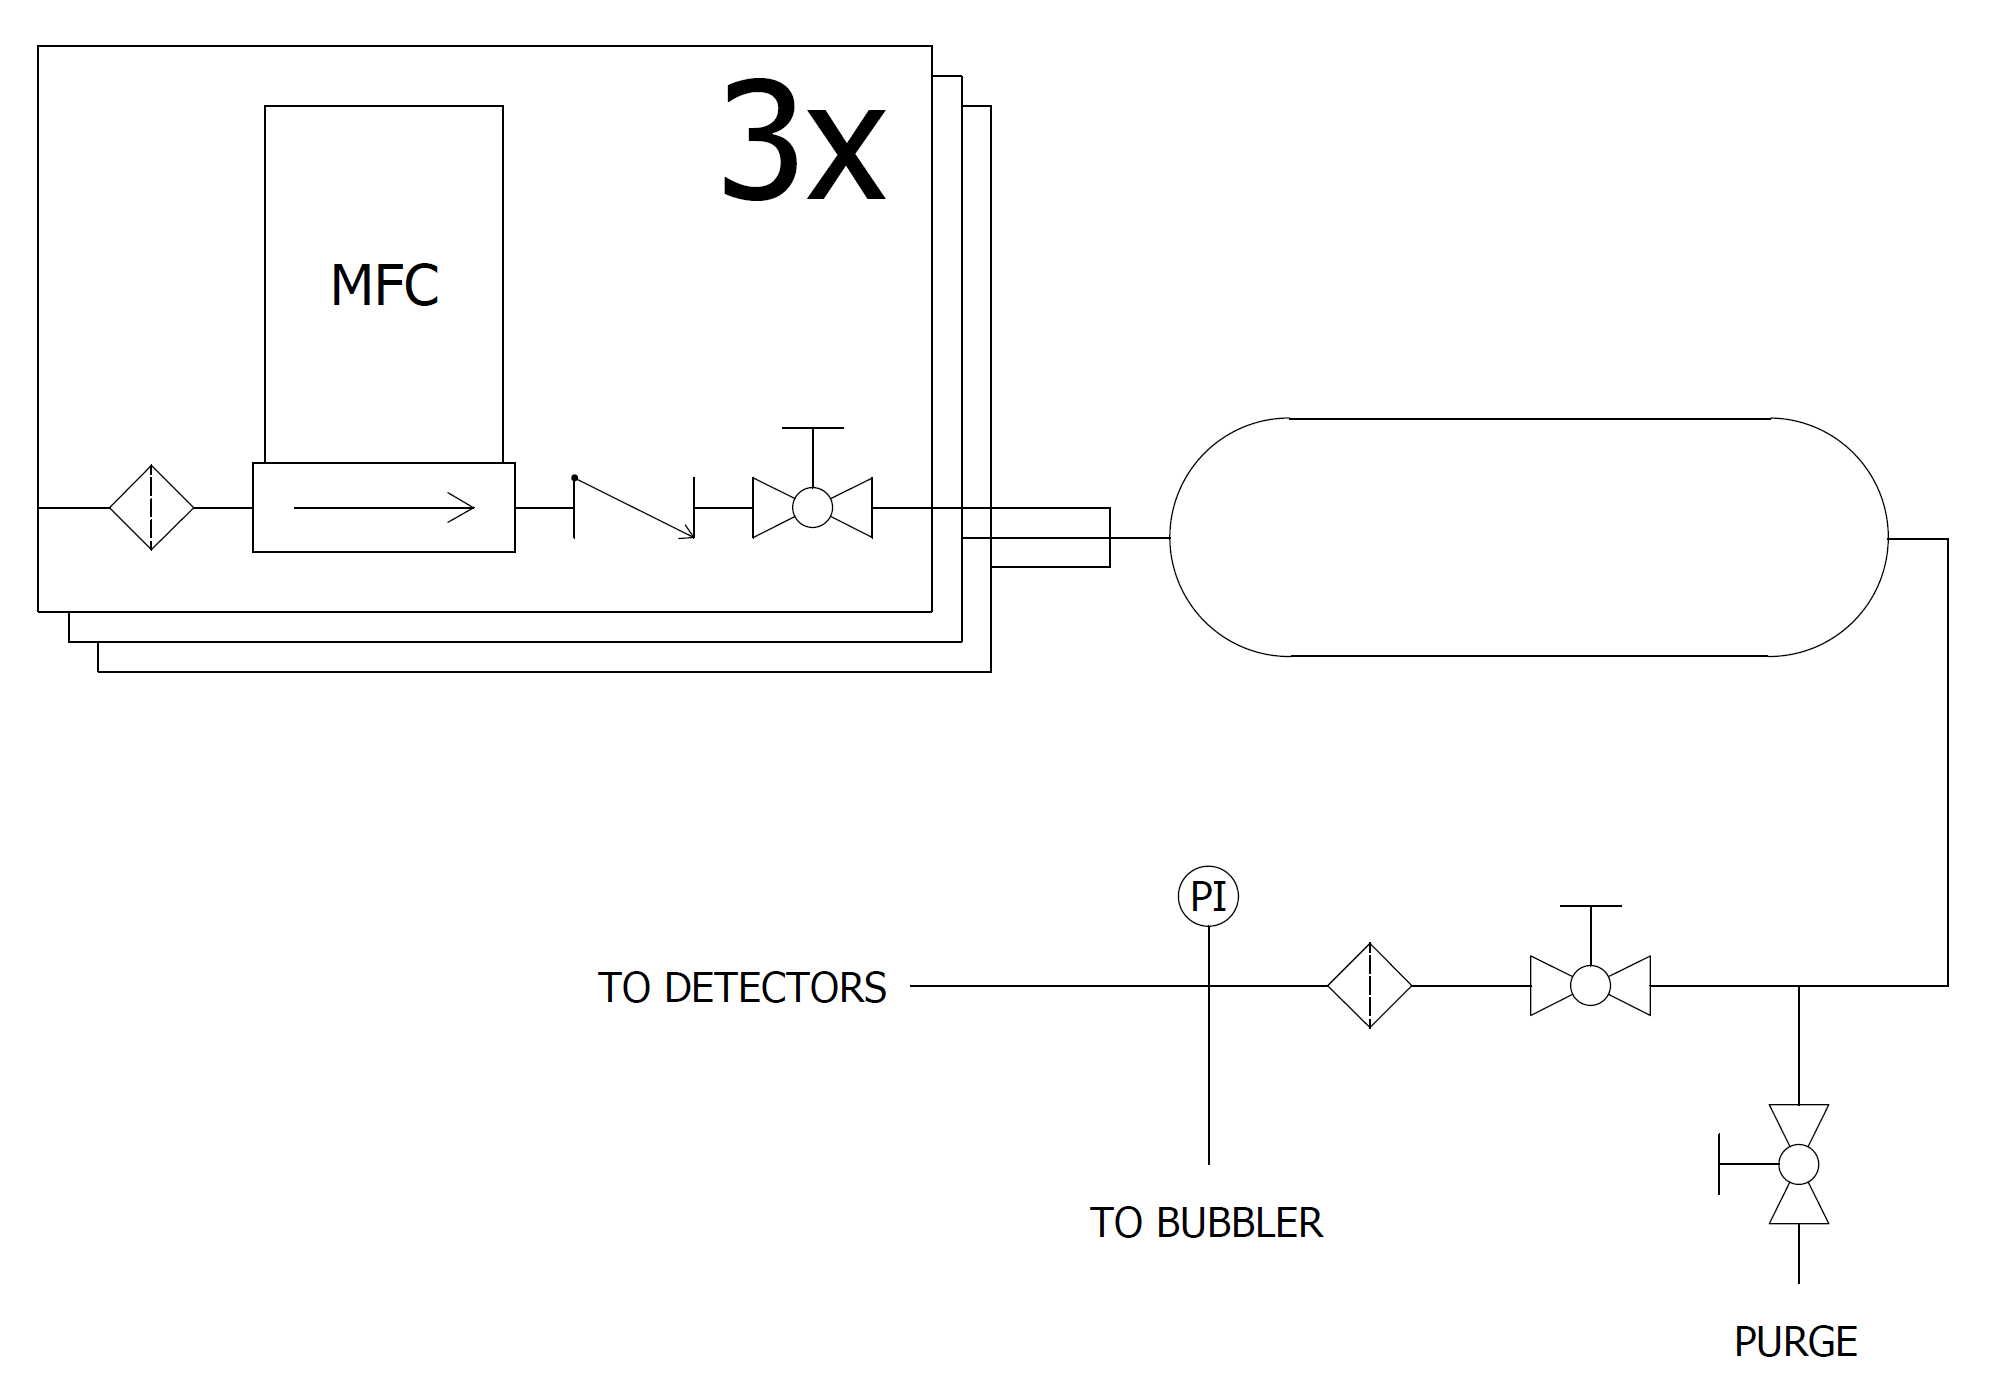 3x
MFC
PI
TO DETECTORS
TO BUBBLER
PURGE